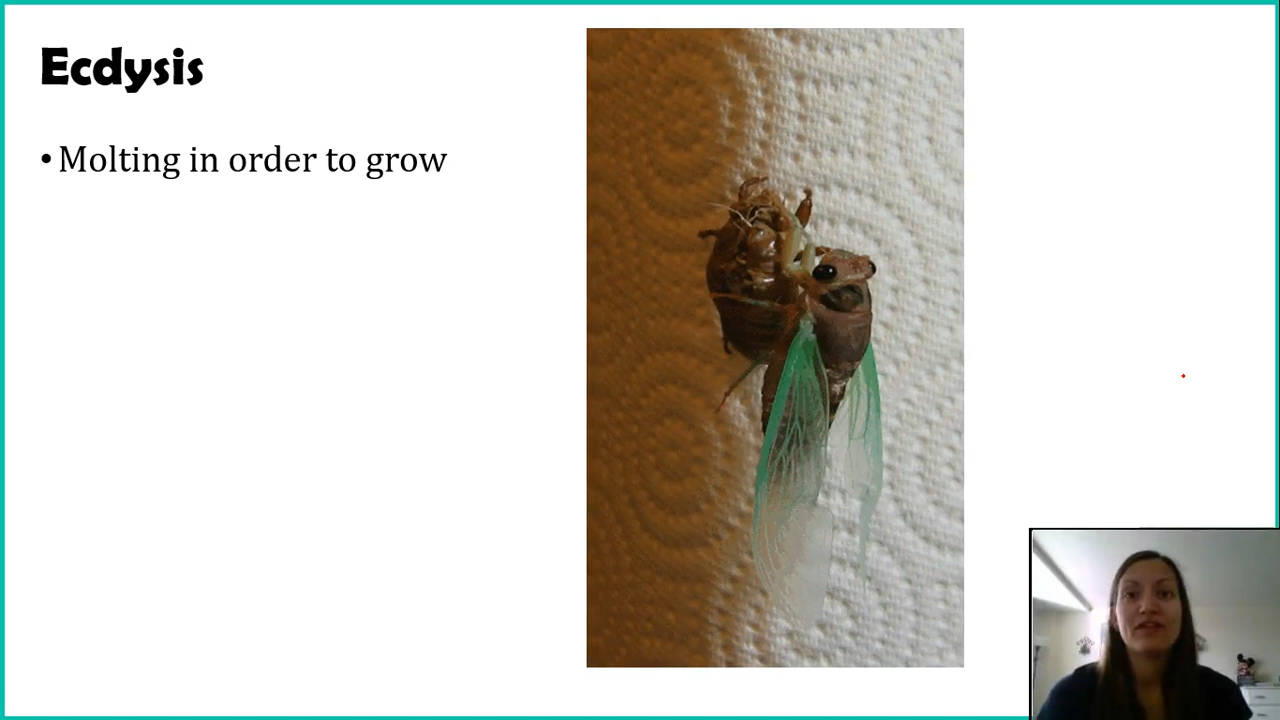 Ecdysis
• Molting in order to grow